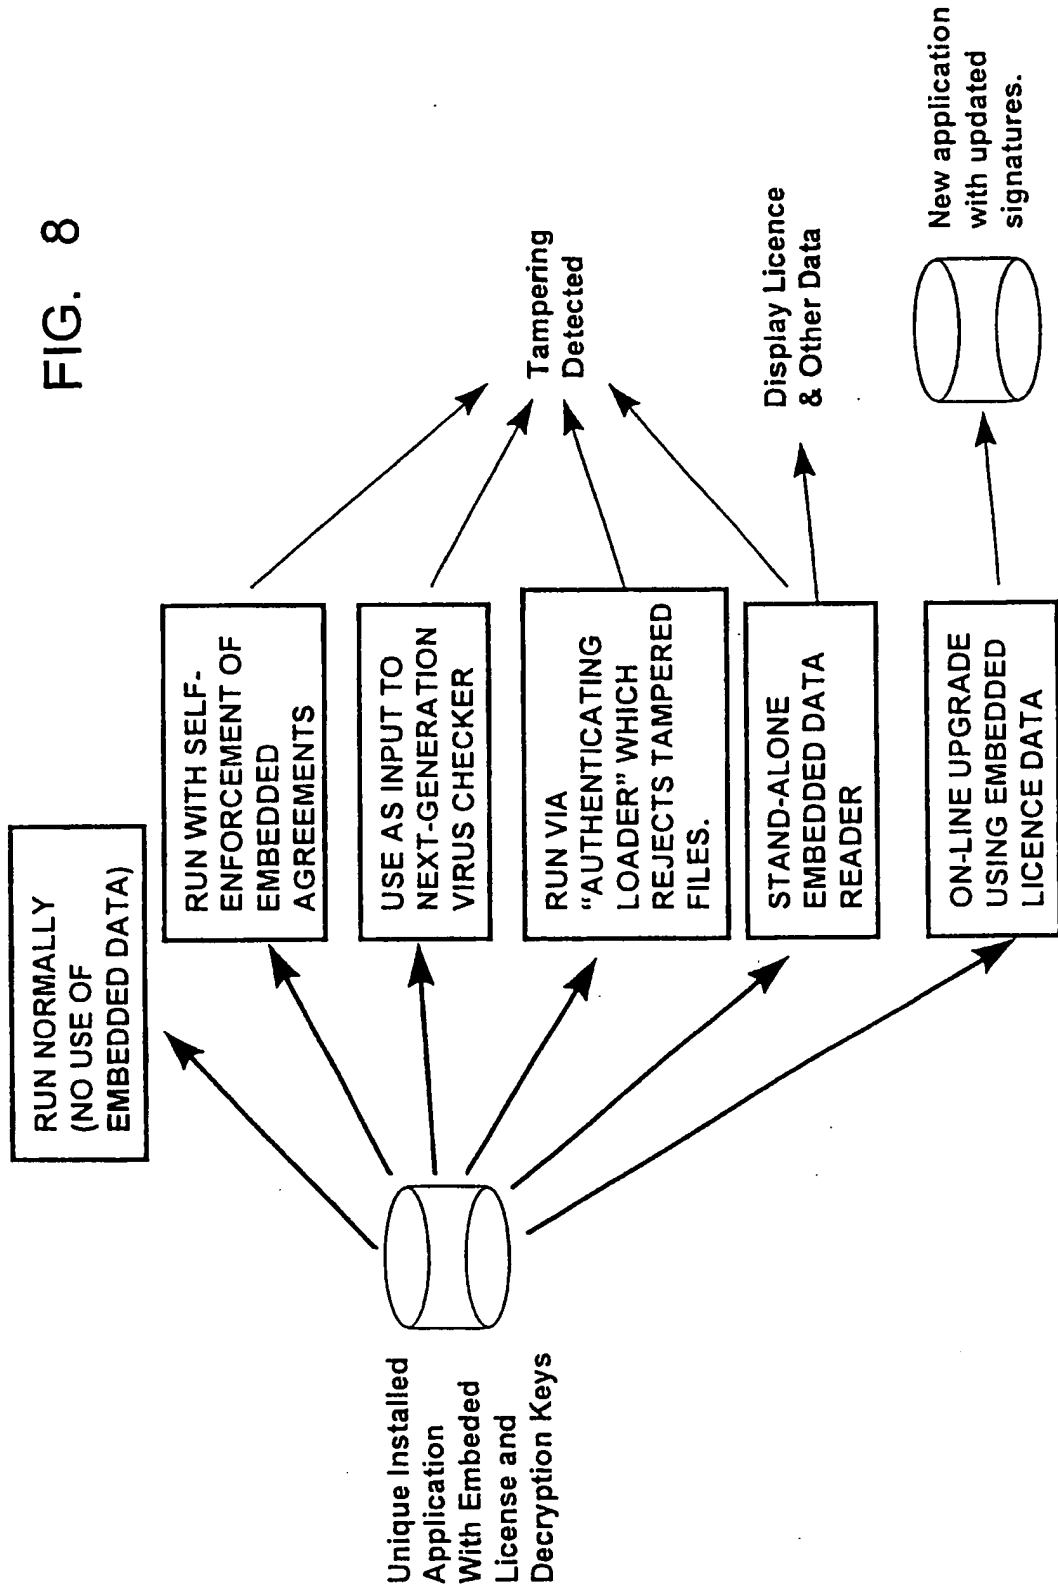 FIG. 8
Unique Installed
Application
With Embeded
License and
Decryption Keys
RUN NORMALLY
(NO USE OF
EMBEDDED DATA)
RUN WITH SELF-
ENFORCEMENT OF
EMBEDDED
AGREEMENTS
USE AS INPUT TO
NEXT-GENERATION
VIRUS CHECKER
RUN VIA
"AUTHENTICATING
LOADER" WHICH
REJECTS TAMPERED
FILES.
STAND-ALONE
EMBEDDED DATA
READER
ON-LINE UPGRADE
USING EMBEDDED
LICENCE DATA
Tampering
Detected
Display Licence
& Other Data
New application
with updated
signatures.